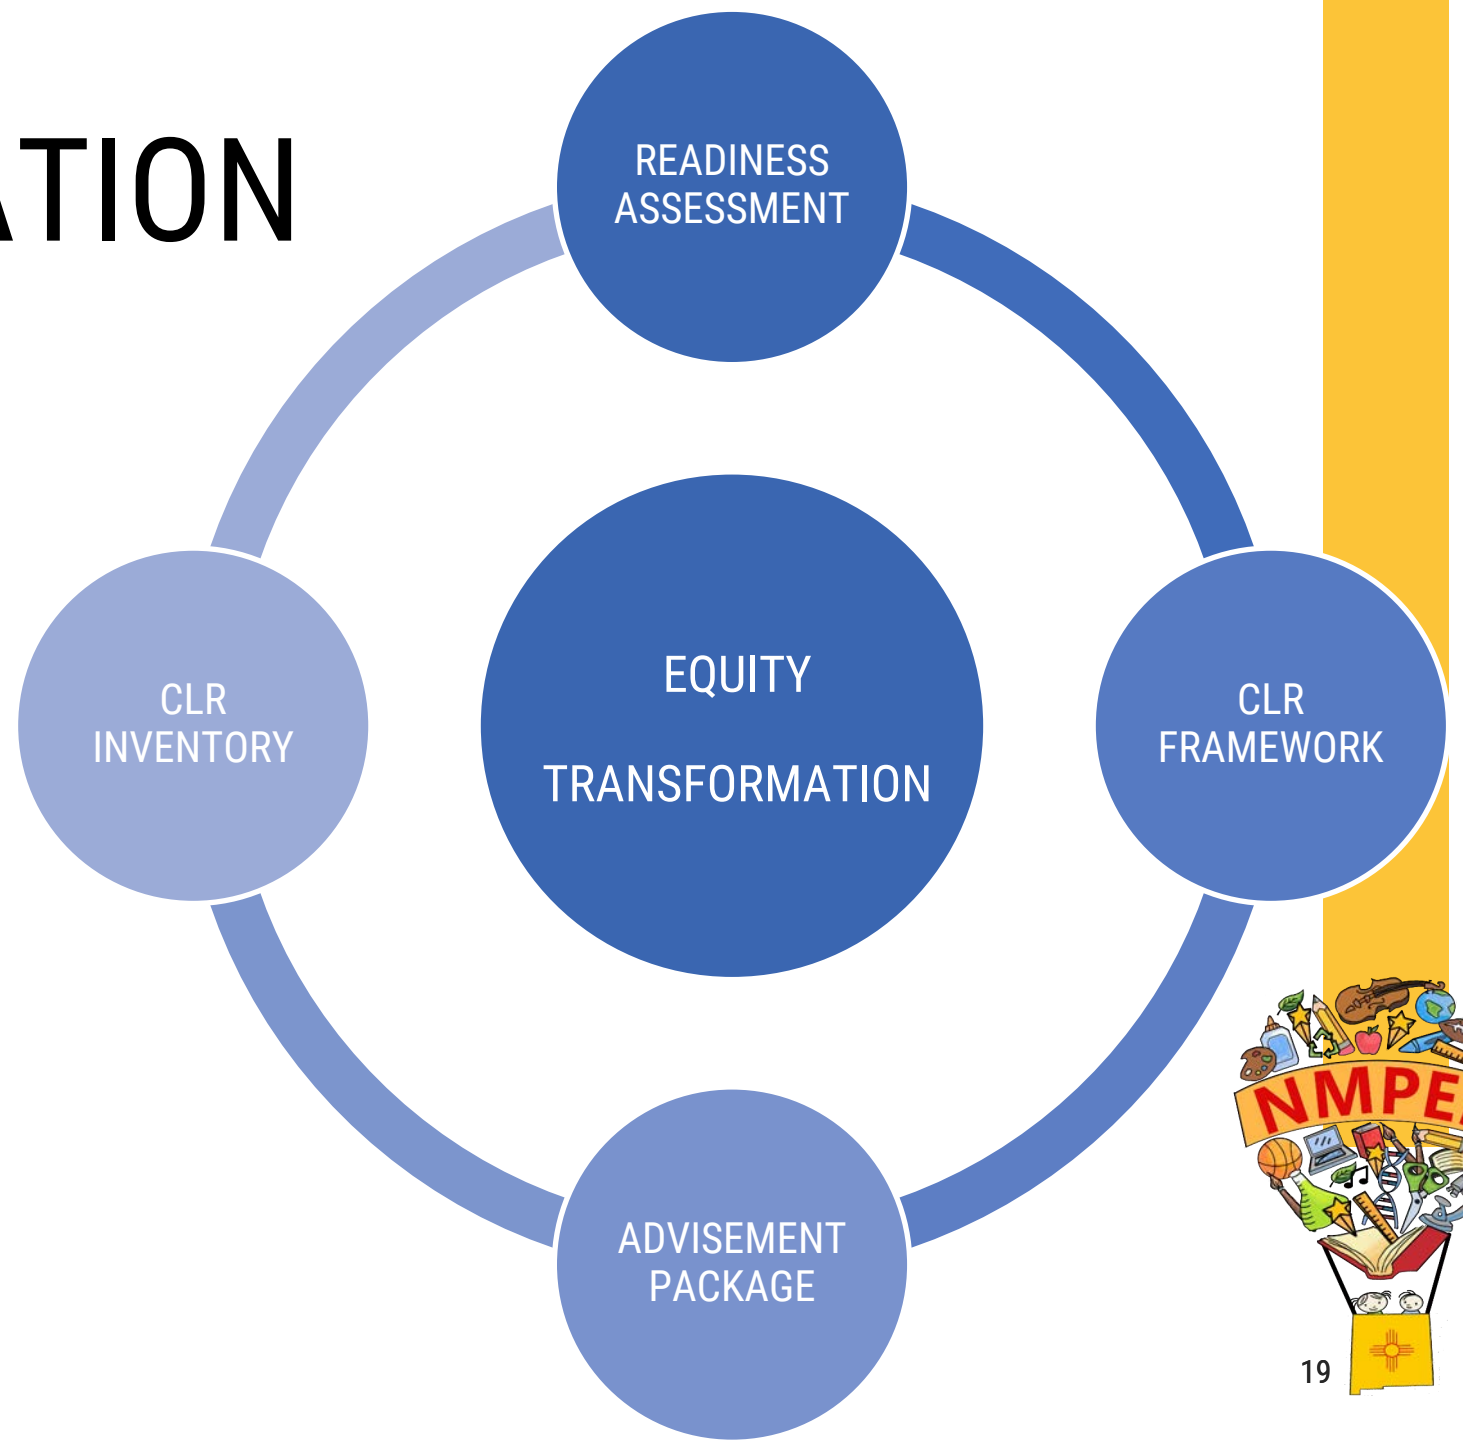 ATION
READINESS
ASSESSMENT
EQUITY
TRANSFORMATION
CLR
INVENTORY
CLR
FRAMEWORK
ADVISEMENT
PACKAGE
NMPE
19